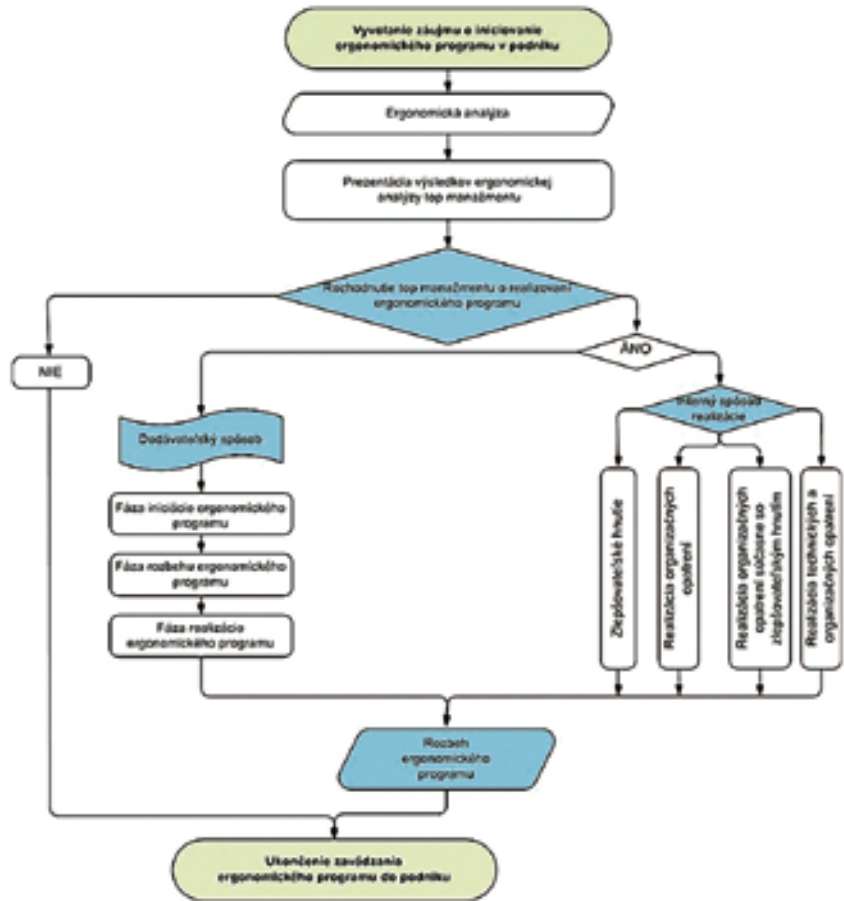 Vyvolanie záujmu o iniciovanie
ergonomického programu v podniku
Ergonomická analýza
Prezentácia výsledkov ergonomickej
analýzy top manažmentu
Rozhodnutie top manažmentu o realizovaní
ergonomického programu
NIE
ÁNO
Dodávateľský spôsob
Interný spôsob
realizácie
Fáza iniciácie ergonomického
programu
Fáza rozbehu ergonomického
programu
Fáza realizácie
ergonomického programu
Zlepšovateľské hnutie
Realizácia organizačných
opatrení
Realizácia organizačných
opatrení súčasne so
zlepšovateľským hnutím
Realizácia technických a
organizačných opatrení
Rozbeh
ergonomického
programu
Ukončenie zavádzania
ergonomického programu do podniku